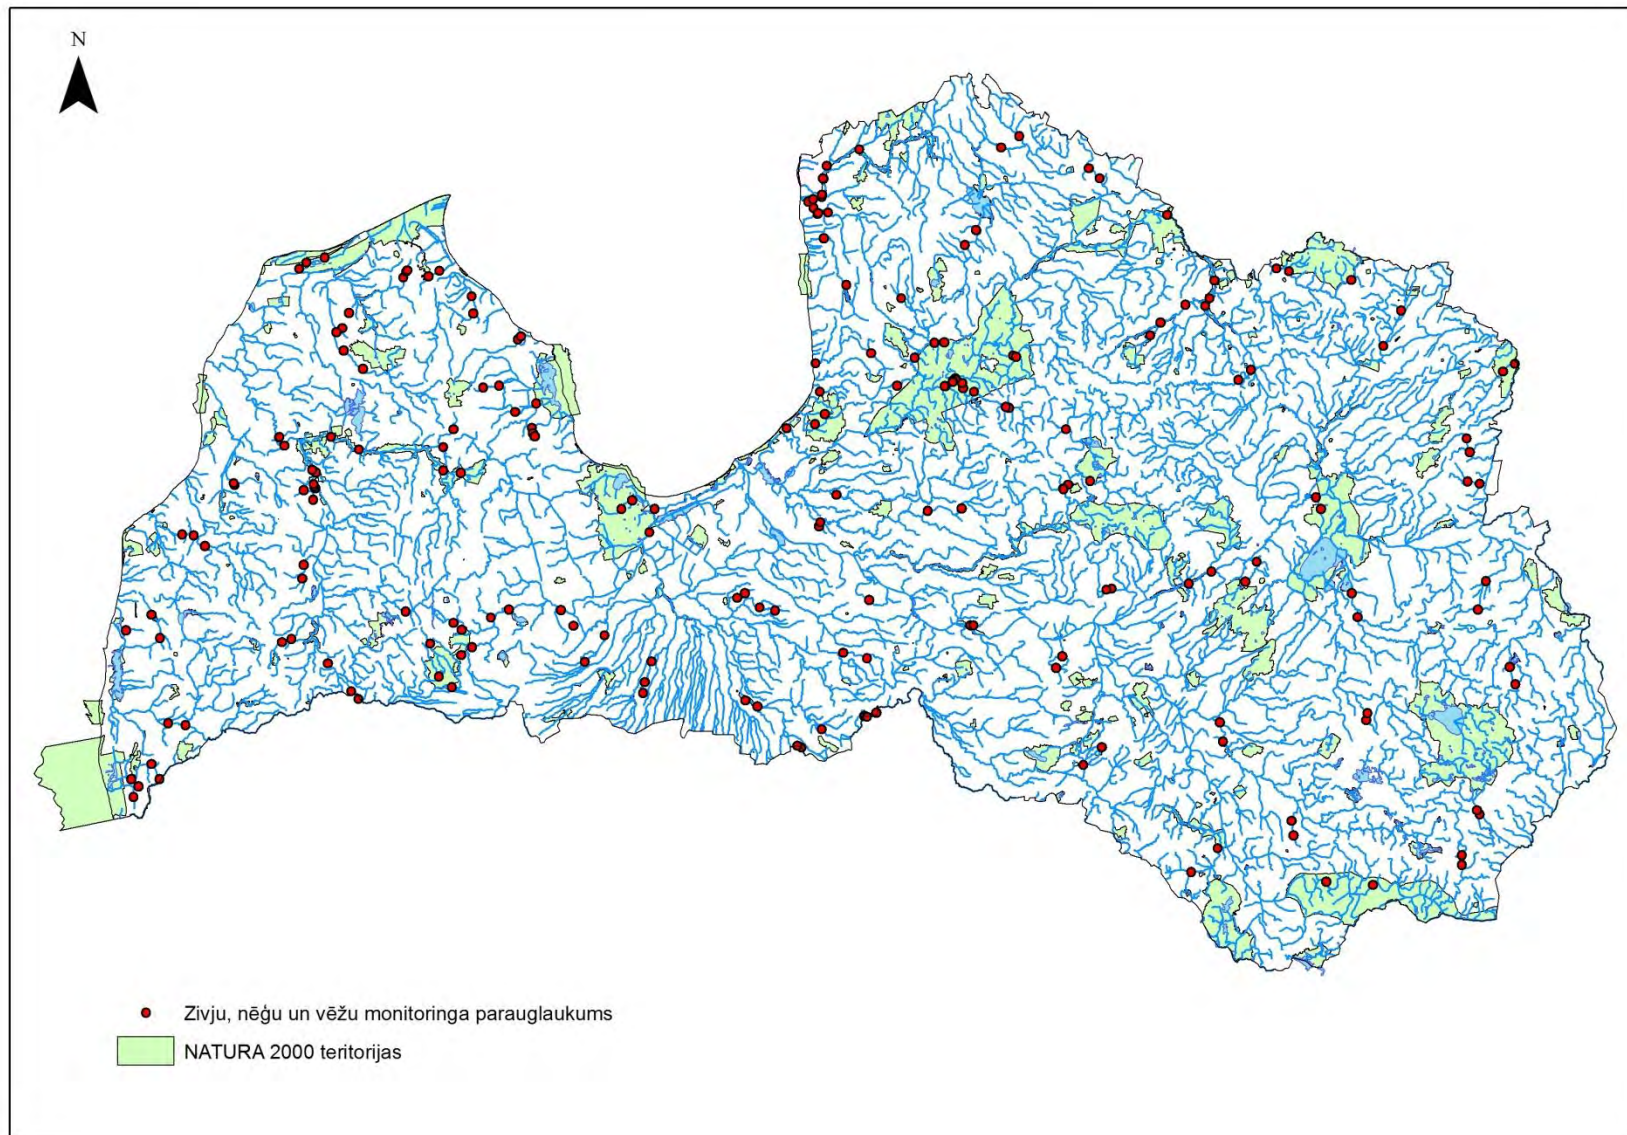 N
Zivju, nēģu un vēžu monitoringa parauglaukums
NATURA 2000 teritorijas